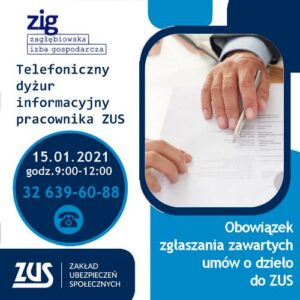 zig
zagłębiowska
izba gospodarcza
Telefoniczny
dyżur
informacyjny
pracownika ZUS
15.01.2021
godz.9:00-12:00
32 639-60-88
Obowiązek
zgłaszania zawartych
umów o dzieło
do ZUS
ZUS
ZAKŁAD
UBEZPIECZEŃ
SPOŁECZNYCH